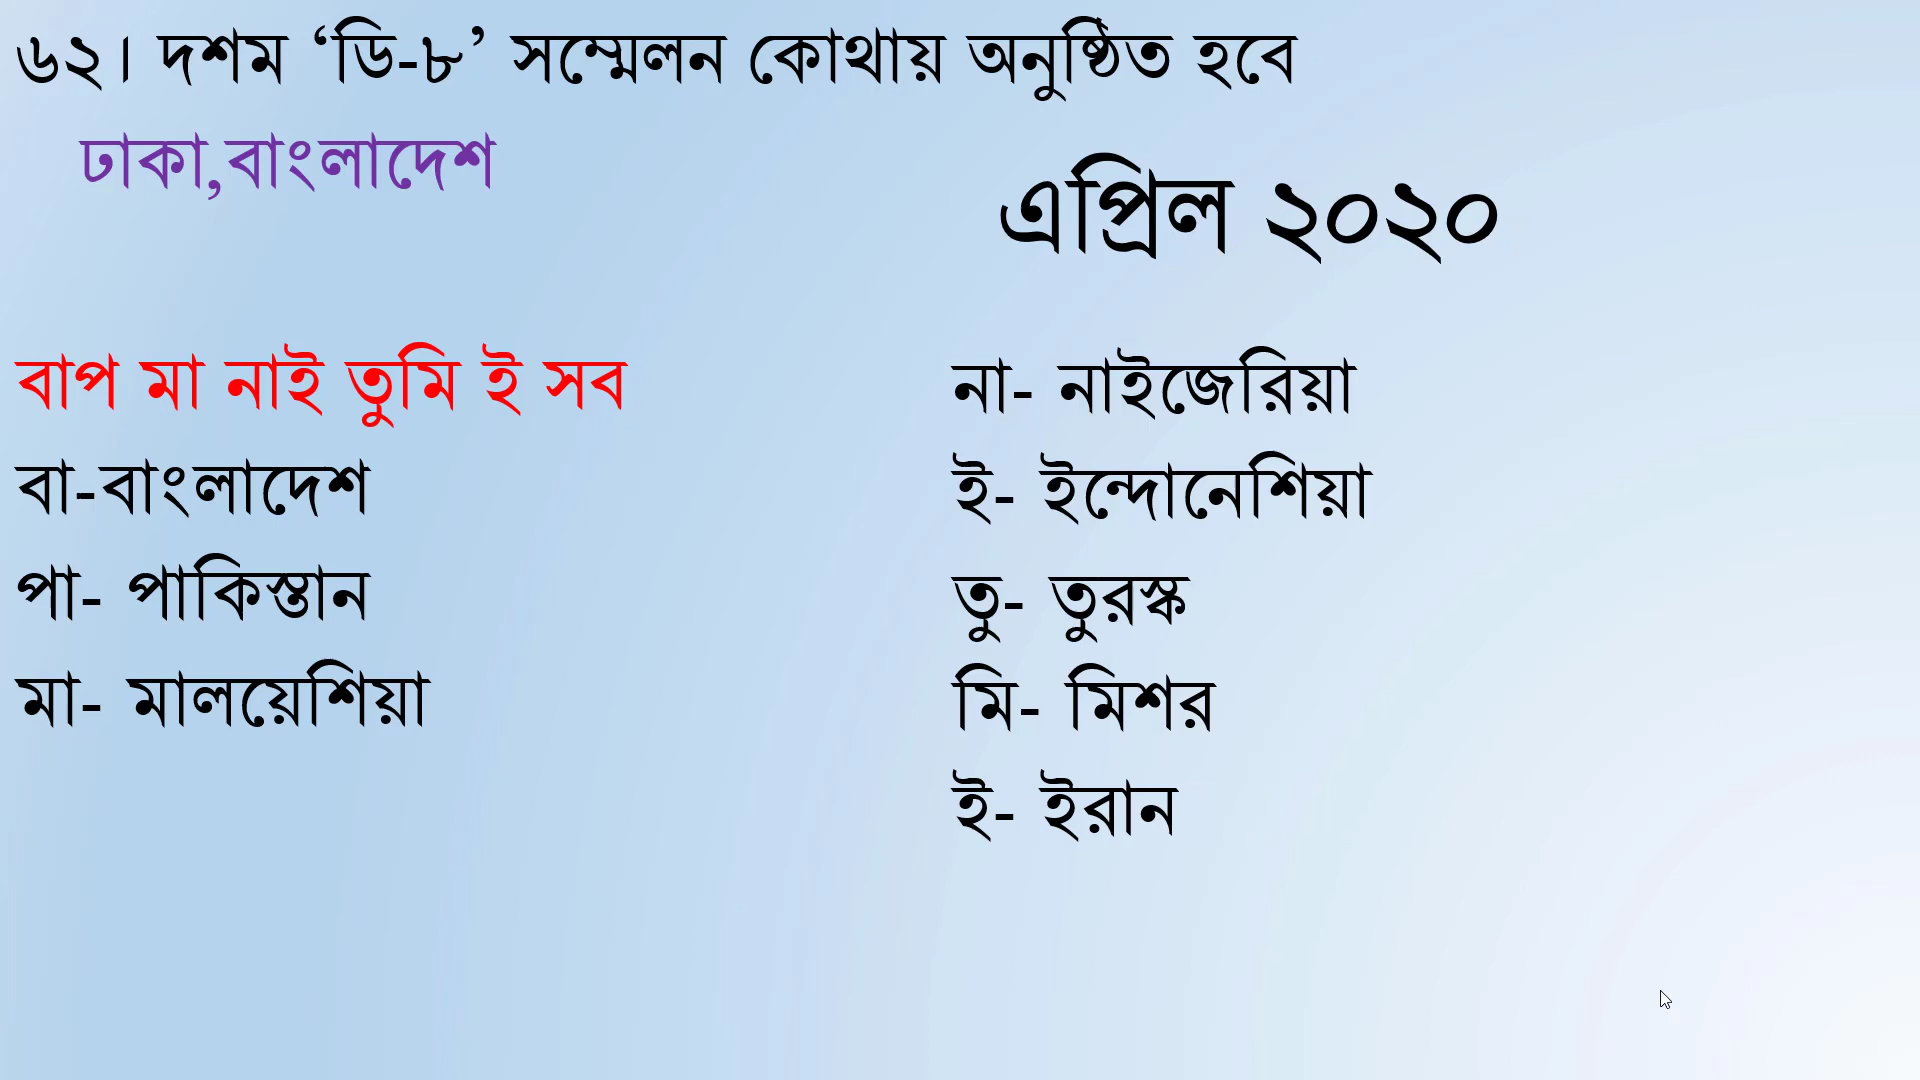 ৬২। দশম ‘ডি-৮’ সম্মেলন কোথায় অনুষ্ঠিত হবে
ঢাকা,বাংলাদেশ
এপ্রিল ২০২০
বাপ মা নাই তুমি ই সব
বা-বাংলাদেশ
পা- পাকিস্তান
মা- মালয়েশিয়া
না- নাইজেরিয়া
ই- ইন্দোনেশিয়া
তু- তুরস্ক
মি- মিশর
ই- ইরান